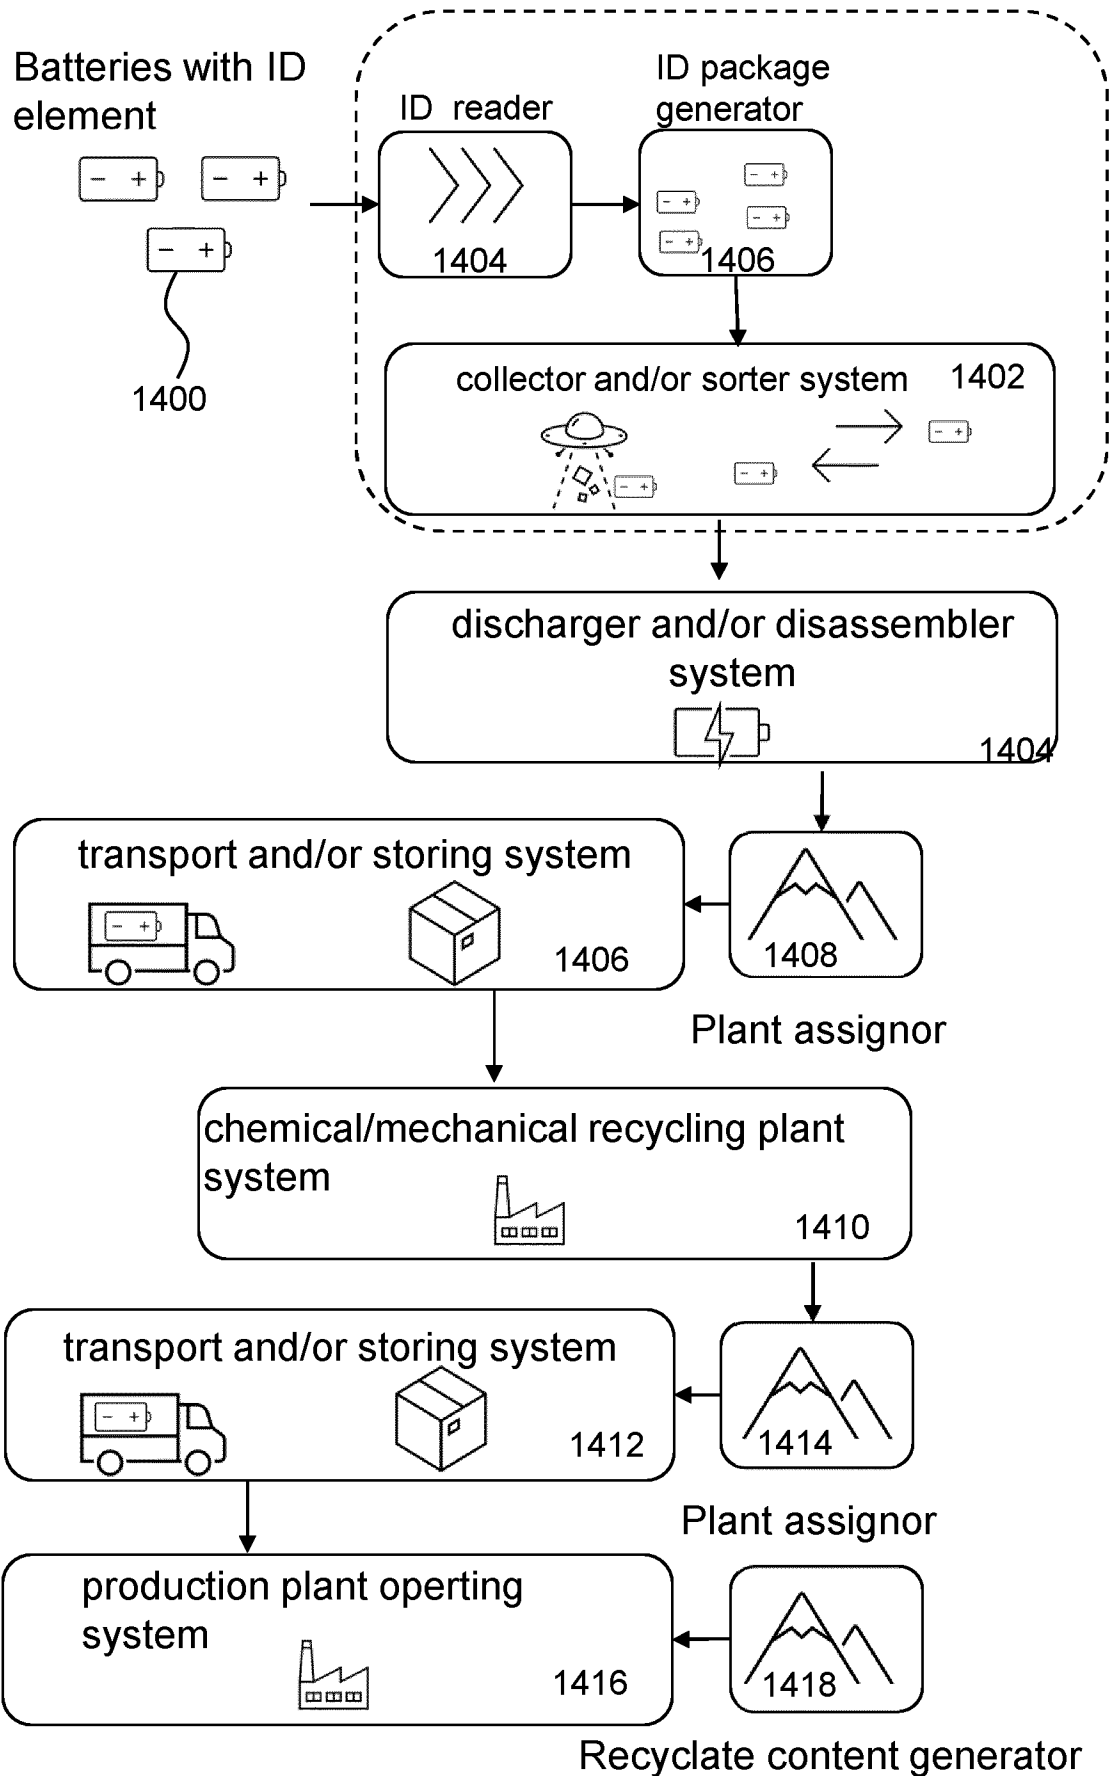 Batteries with ID
element
- +
- +
- +
1400
ID reader
1404
ID package
generator
- +
- +
- +
- +
1406
collector and/or sorter system
1402
- +
- +
- +
discharger and/or disassembler
system
1404
transport and/or storing system
- +
1406
1408
Plant assignor
chemical/mechanical recycling plant
system
1410
transport and/or storing system
- +
1412
1414
Plant assignor
production plant operting
system
1416
1418
Recyclate content generator